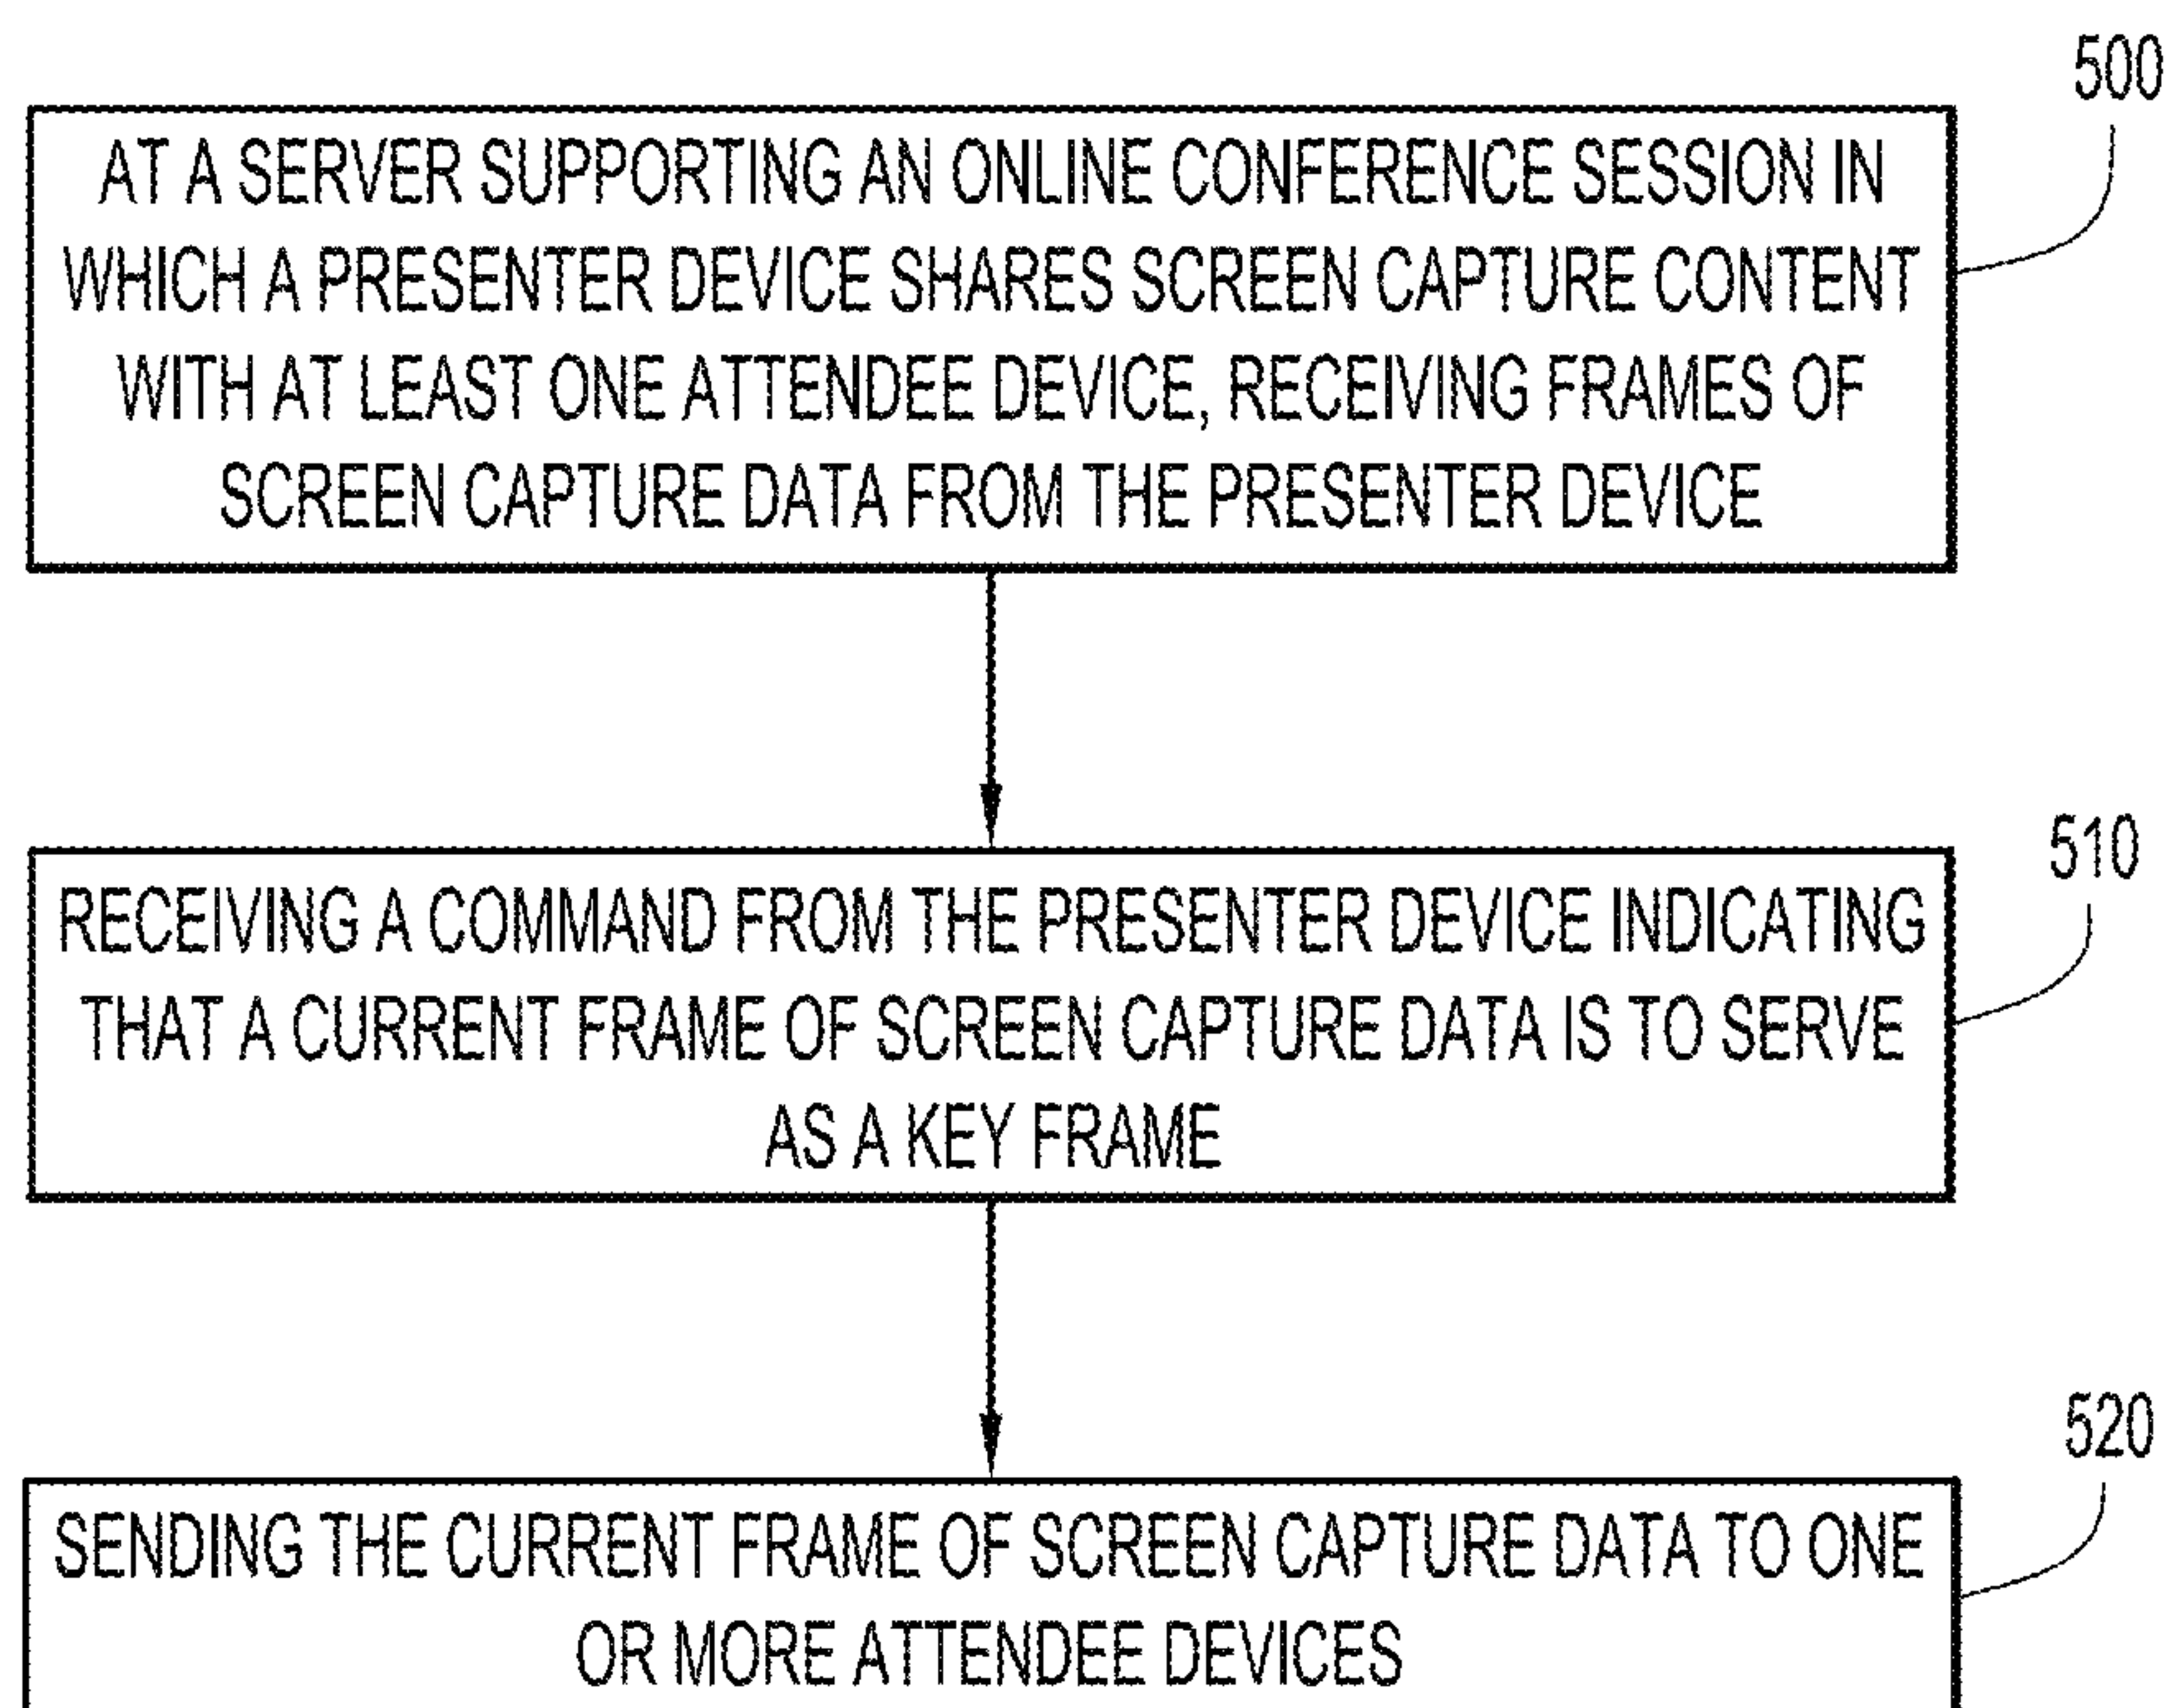 500
AT A SERVER SUPPORTING AN ONLINE CONFERENCE SESSION IN
WHICH A PRESENTER DEVICE SHARES SCREEN CAPTURE CONTENT
WITH AT LEAST ONE ATTENDEE DEVICE, RECEIVING FRAMES OF
SCREEN CAPTURE DATA FROM THE PRESENTER DEVICE
510
RECEIVING A COMMAND FROM THE PRESENTER DEVICE INDICATING
THAT A CURRENT FRAME OF SCREEN CAPTURE DATA IS TO SERVE
AS A KEY FRAME
520
SENDING THE CURRENT FRAME OF SCREEN CAPTURE DATA TO ONE
OR MORE ATTENDEE DEVICES